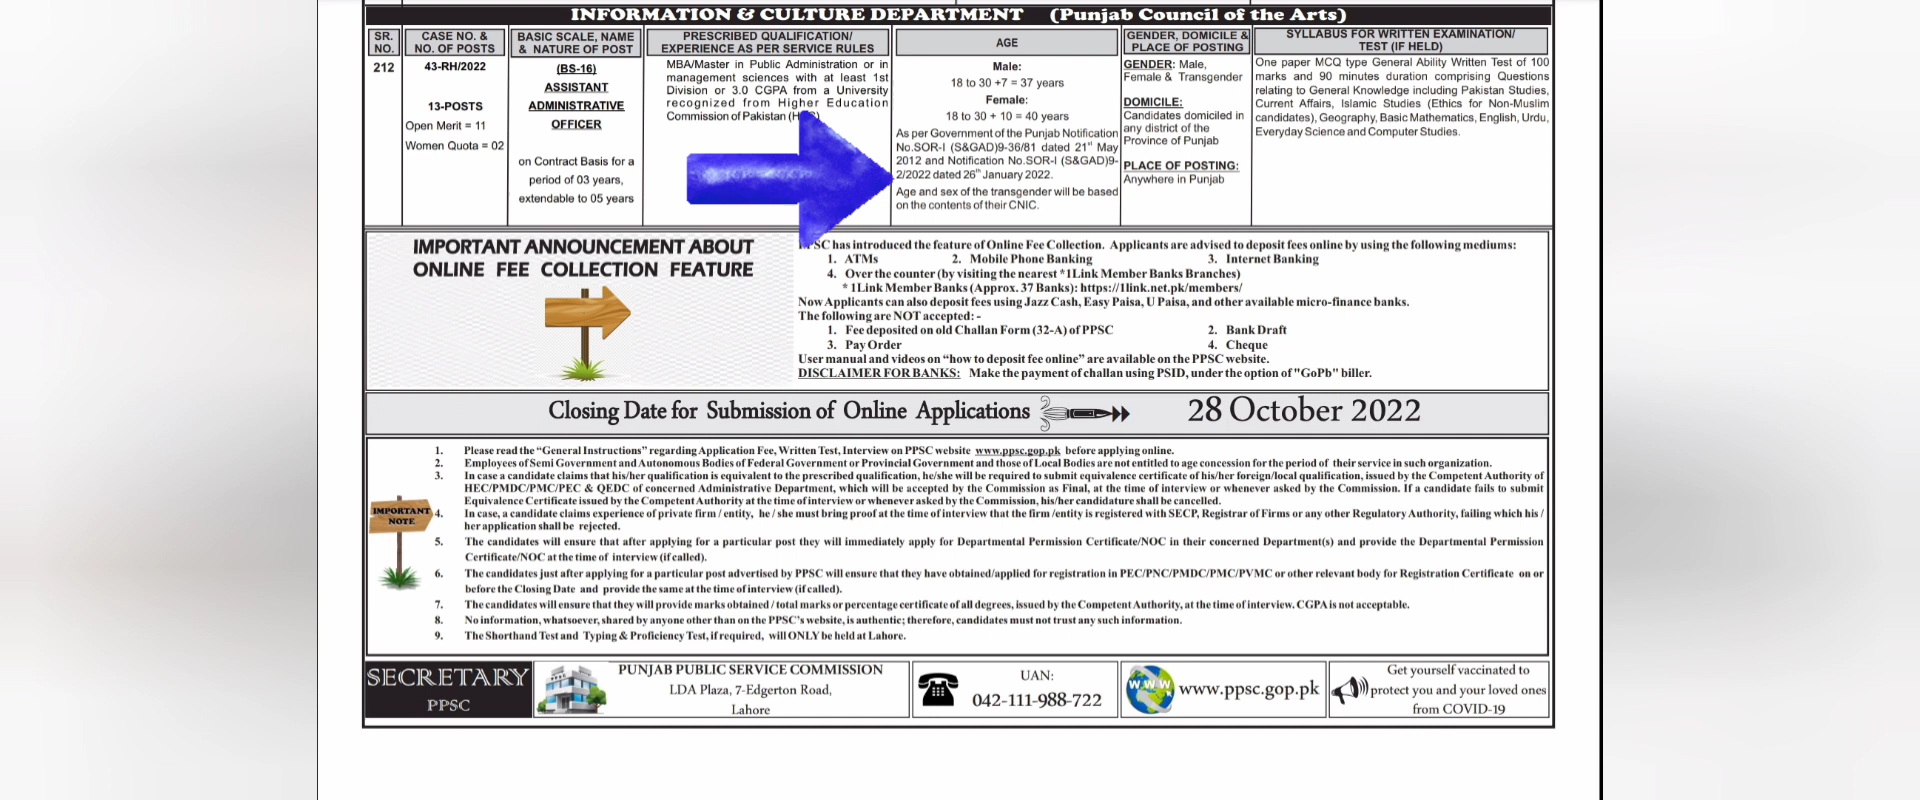 INFORMATION & CULTURE DEPARTMENT (Punjab Council of the Arts)
SR. NO.
CASE NO. & NO. OF POSTS
BASIC SCALE, NAME & NATURE OF POST
PRESCRIBED QUALIFICATION/ EXPERIENCE AS PER SERVICE RULES
AGE
GENDER, DOMICILE & PLACE OF POSTING
SYLLABUS FOR WRITTEN EXAMINATION/ TEST (IF HELD)
212
43-RH/2022
13-POSTS
Open Merit = 11
Women Quota = 02
(BS-16)
ASSISTANT
ADMINISTRATIVE
OFFICER
on Contract Basis for a
period of 03 years,
extendable to 05 years
MBA/Master in Public Administration or in
management sciences with at least 1st
Division or 3.0 CGPA from a University
recognized from Higher Education
Commission of Pakistan
Male:
18 to 30 +7 = 37 years
Female:
18 to 30 + 10 = 40 years
As per Government of the Punjab Notification
No.SOR-I (S&GAD)9-36/81 dated 21st May
2012 and Notification No.SOR-I (S&GAD)9-
2/2022 dated 26th January 2022.
Age and sex of the transgender will be based
on the contents of their CNIC.
GENDER: Male,
Female & Transgender
DOMICILE:
Candidates domiciled in
any district of the
Province of Punjab
PLACE OF POSTING:
Anywhere in Punjab
One paper MCQ type General Ability Written Test of 100
marks and 90 minutes duration comprising Questions
relating to General Knowledge including Pakistan Studies,
Current Affairs, Islamic Studies (Ethics for Non-Muslim
candidates), Geography, Basic Mathematics, English, Urdu,
Everyday Science and Computer Studies.
IMPORTANT ANNOUNCEMENT ABOUT
ONLINE FEE COLLECTION FEATURE
has introduced the feature of Online Fee Collection. Applicants are advised to deposit fees online by using the following mediums:
1. ATMs 2. Mobile Phone Banking 3. Internet Banking
4. Over the counter (by visiting the nearest *1Link Member Banks Branches)
* 1Link Member Banks (Approx. 37 Banks): https://1link.net.pk/members/
Now Applicants can also deposit fees using Jazz Cash, Easy Paisa, U Paisa, and other available micro-finance banks.
The following are NOT accepted: -
1. Fee deposited on old Challan Form (32-A) of PPSC 2. Bank Draft
3. Pay Order 4. Cheque
User manual and videos on "how to deposit fee online" are available on the PPSC website.
DISCLAIMER FOR BANKS: Make the payment of challan using PSID, under the option of "GoPb" biller.
Closing Date for Submission of Online Applications 28 October 2022
IMPORTANT
NOTE
1. Please read the "General Instructions" regarding Application Fee, Written Test, Interview on PPSC website www.ppsc.gop.pk before applying online.
2. Employees of Semi Government and Autonomous Bodies of Federal Government or Provincial Government and those of Local Bodies are not entitled to age concession for the period of their service in such organization.
3. In case a candidate claims that his/her qualification is equivalent to the prescribed qualification, he/she will be required to submit equivalence certificate of his/her foreign/local qualification, issued by the Competent Authority of
HEC/PMDC/PMC/PEC & QEDC of concerned Administrative Department, which will be accepted by the Commission as Final, at the time of interview or whenever asked by the Commission. If a candidate fails to submit
Equivalence Certificate issued by the Competent Authority at the time of interview or whenever asked by the Commission, his/her candidature shall be cancelled.
4. In case, a candidate claims experience of private firm / entity, he / she must bring proof at the time of interview that the firm /entity is registered with SECP, Registrar of Firms or any other Regulatory Authority, failing which his /
her application shall be rejected.
5. The candidates will ensure that after applying for a particular post they will immediately apply for Departmental Permission Certificate/NOC in their concerned Department(s) and provide the Departmental Permission
Certificate/NOC at the time of interview (if called).
6. The candidates just after applying for a particular post advertised by PPSC will ensure that they have obtained/applied for registration in PEC/PNC/PMDC/PMC/PVMC or other relevant body for Registration Certificate on or
before the Closing Date and provide the same at the time of interview (if called).
7. The candidates will ensure that they will provide marks obtained / total marks or percentage certificate of all degrees, issued by the Competent Authority, at the time of interview. CGPA is not acceptable.
8. No information, whatsoever, shared by anyone other than on the PPSC's website, is authentic; therefore, candidates must not trust any such information.
9. The Shorthand Test and Typing & Proficiency Test, if required, will ONLY be held at Lahore.
SECRETARY
PPSC
PUNJAB PUBLIC SERVICE COMMISSION
LDA Plaza, 7-Edgerton Road,
Lahore
UAN:
042-111-988-722
WWW
www.ppsc.gop.pk
Get yourself vaccinated to
protect you and your loved ones
from COVID-19